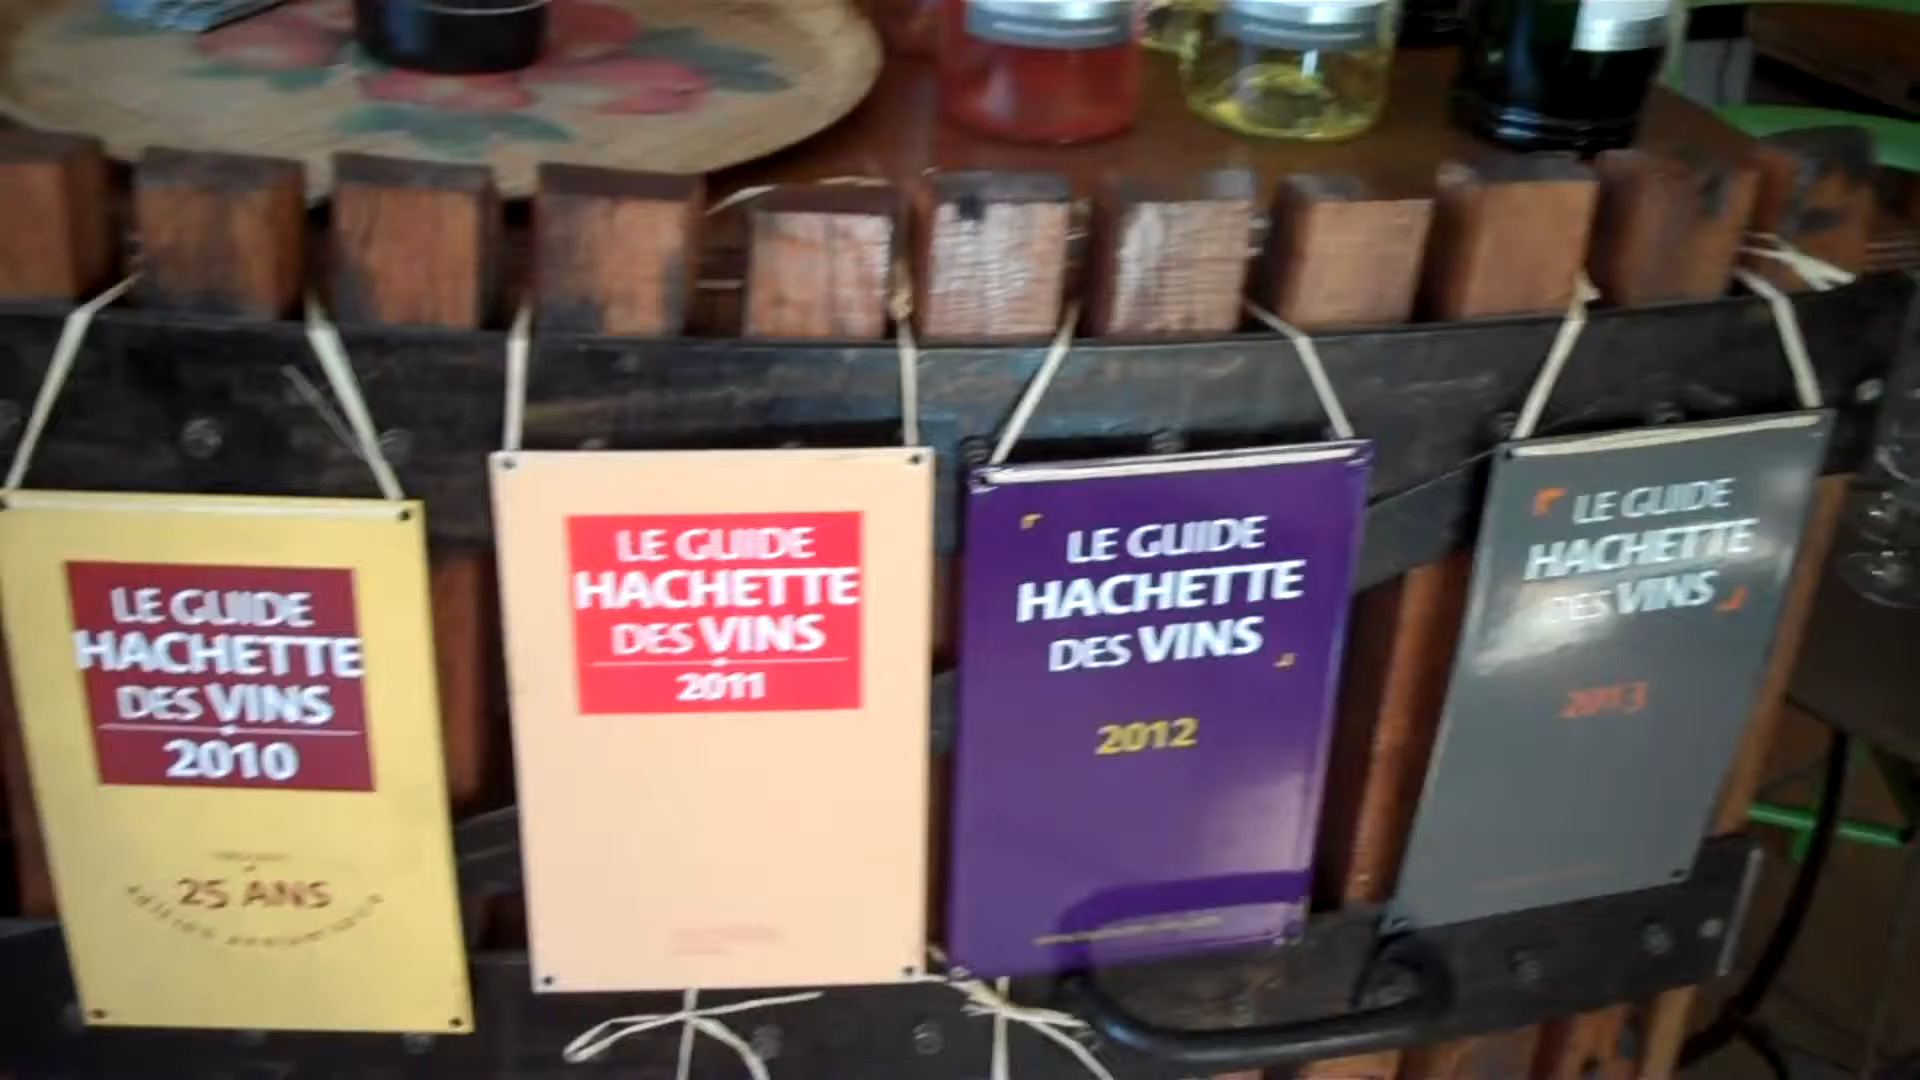 LE GUIDE
HACHETTE
DES VINS
2010
25 ANS
LE GUIDE
HACHETTE
DES VINS
2011
LE GUIDE
HACHETTE
DES VINS
2012
LE GUIDE
HACHETTE
DES VINS
2013